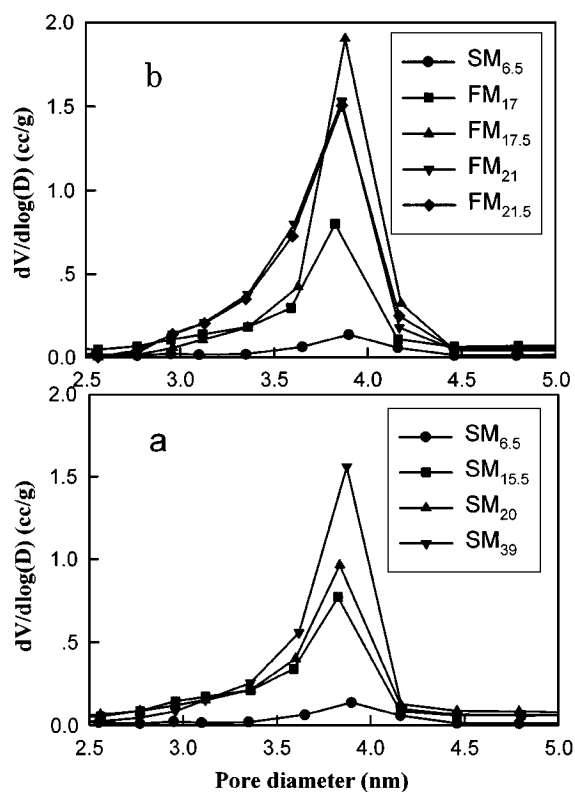 2.0
b
SM6.5
FM17
FM17.5
FM21
FM21.5
1.5
1.0
.5
0.0
dV/dlog(D) (cc/g)
2.5 3.0 3.5 4.0 4.5 5.0
2.0
a
SM6.5
SM15.5
SM20
SM39
1.5
1.0
.5
0.0
dV/dlog(D) (cc/g)
2.5 3.0 3.5 4.0 4.5 5.0
Pore diameter (nm)